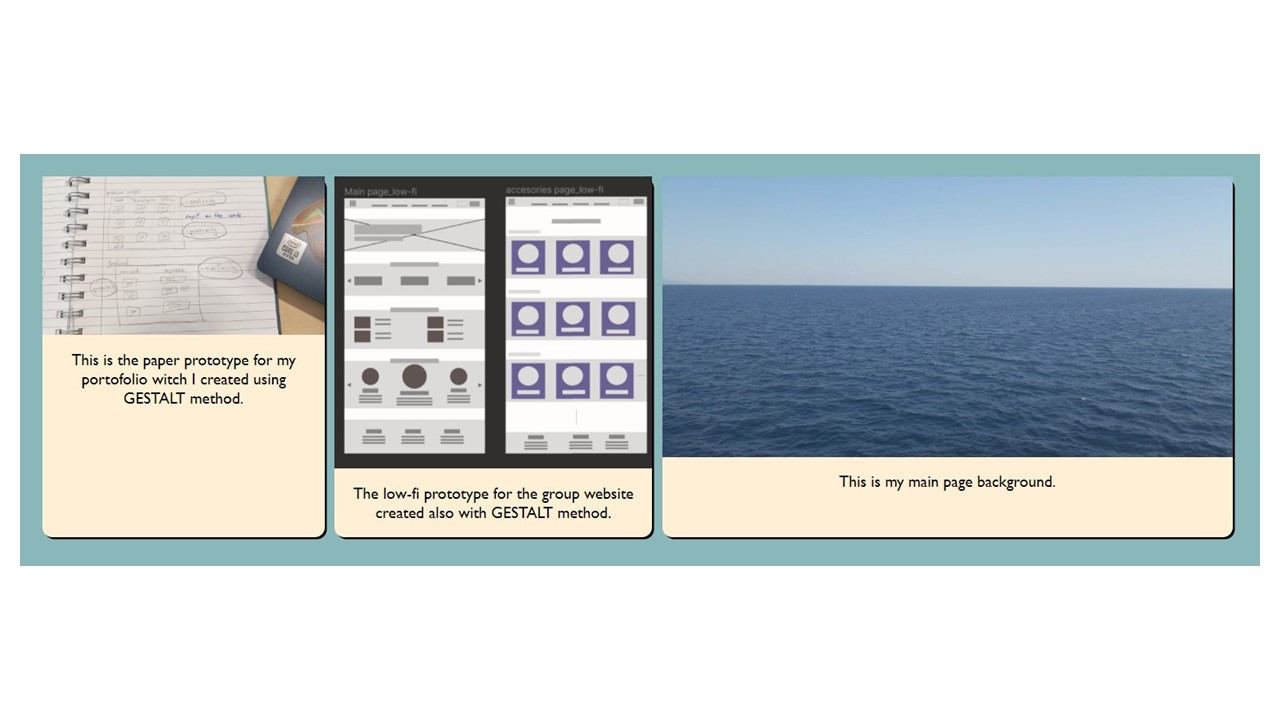 This is the paper prototype for my
portofolio witch I created using
GESTALT method.
Main page_low-fi
accesories page_low-fi
The low-fi prototype for the group website
created also with GESTALT method.
This is my main page background.